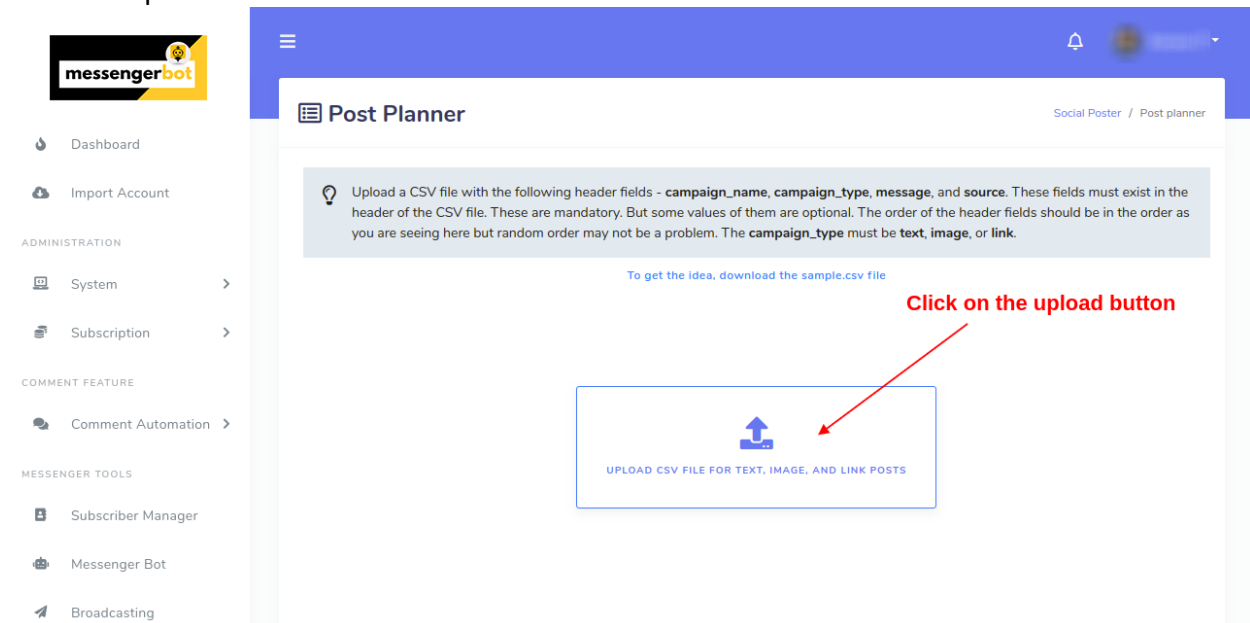 messengerbot
Post Planner
Social Poster / Post planner
Dashboard
Import Account
ADMINISTRATION
System
Subscription
COMMENT FEATURE
Comment Automation
MESSENGER TOOLS
Subscriber Manager
Messenger Bot
Broadcasting
Upload a CSV file with the following header fields - campaign_name, campaign_type, message, and source. These fields must exist in the
header of the CSV file. These are mandatory. But some values of them are optional. The order of the header fields should be in the order as
you are seeing here but random order may not be a problem. The campaign_type must be text, image, or link.
To get the idea, download the sample.csv file
Click on the upload button
UPLOAD CSV FILE FOR TEXT, IMAGE, AND LINK POSTS